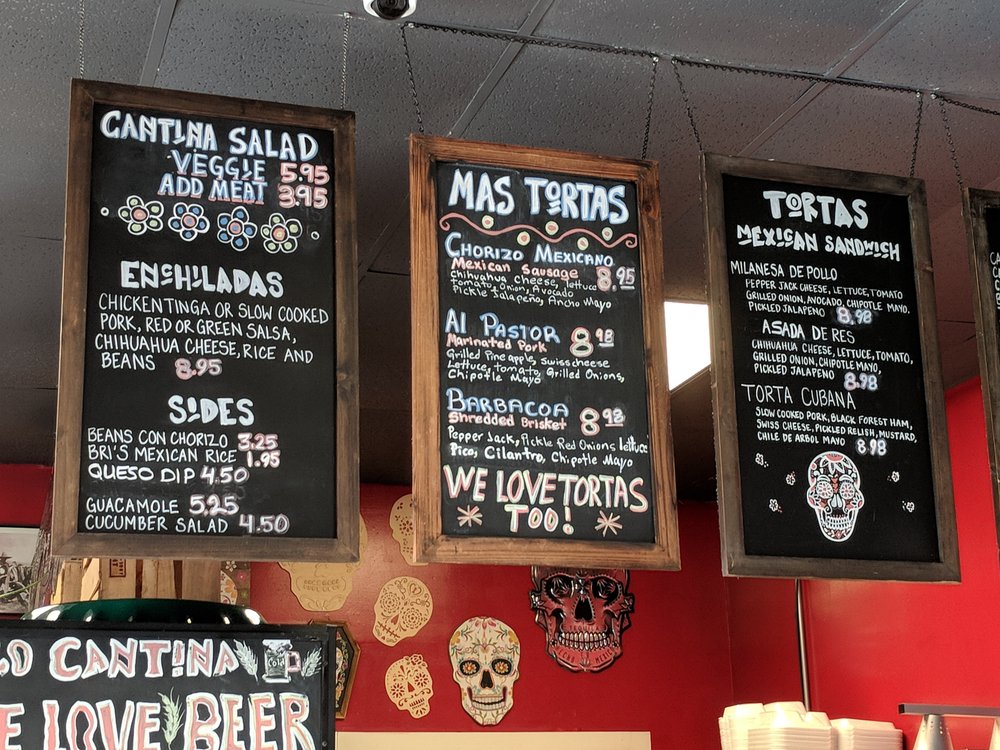 CANTINA SALAD
VEGGIE 5.95
ADD MEAT 3.95
ENCHILADAS
CHICKEN TINGA OR SLOW COOKED
PORK, RED OR GREEN SALSA,
CHIHUAHUA CHEESE, RICE AND
BEANS 8.95
SIDES
BEANS CON CHORIZO 3.25
BRI'S MEXICAN RICE 1.95
QUESO DIP 4.50
GUACAMOLE 5.25
CUCUMBER SALAD 4.50
MAS TORTAS
CHORIZO MEXICANO
Mexican Sausage 8.95
chihuahua cheese, lettuce
tomato, Onion, Avocado
Pickle Jalapeño, Ancho Mayo
Al PASTOR 8.98
Marinated Pork
Grilled Pineapple, Swiss cheese
Lettuce, Tomato, Grilled Onions,
Chipotle Mayo
BARBACOA 8.98
Shredded Brisket
Pepper Jack, Pickle Red Onions lettuce
Pico, Cilantro, Chipotle Mayo
WE LOVE TORTAS
TOO!
TORTAS
MEXICAN SANDWICH
MILANESA DE POLLO
PEPPER JACK CHEESE, LETTUCE, TOMATO
GRILLED ONION, AVOCADO, CHIPOTLE MAYO,
PICKLED JALAPENO 8.98
ASADA DE RES
CHIHUAHUA CHEESE, LETTUCE, TOMATO,
GRILLED ONION, CHIPOTLE MAYO,
PICKLED JALAPENO 8.98
TORTA CUBANA
SLOW COOKED PORK, BLACK FOREST HAM,
SWISS CHEESE, PICKLED RELISH, MUSTARD,
CHILE DE ARBOL MAYO 8.98
CANTINA
LOVE BEER